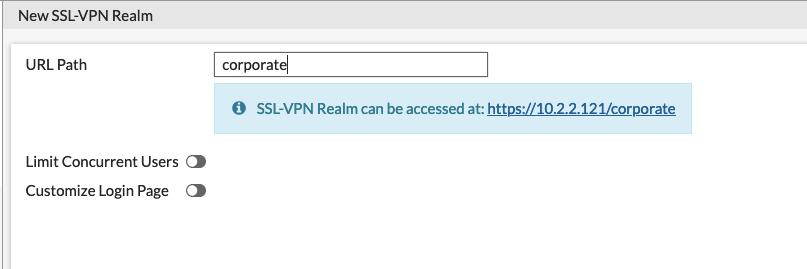 New SSL-VPN Realm
URL Path
corporate
SSL-VPN Realm can be accessed at: https://10.2.2.121/corporate
Limit Concurrent Users
Customize Login Page